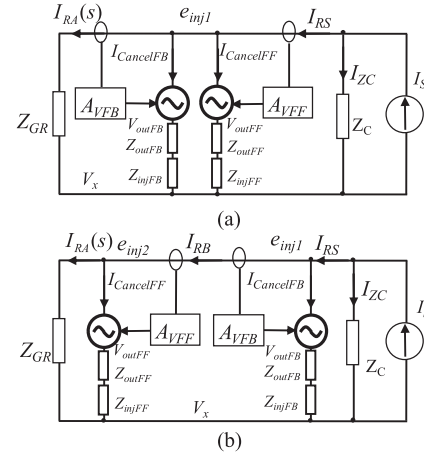 I_RA(s) e_inj1 I_RS
I_CancelFB I_CancelFF I_ZC
A_VFB A_VFF
Z_GR V_outFB V_outFF Z_C
Z_outFB Z_outFF
Z_injFB Z_injFF
V_x
(a)
I_RA(s) e_inj2 I_RB e_inj1 I_RS
I_CancelFF I_CancelFB I_ZC
A_VFF A_VFB
Z_GR V_outFF V_outFB Z_C
Z_outFF Z_outFB
Z_injFF V_x Z_injFB
(b)